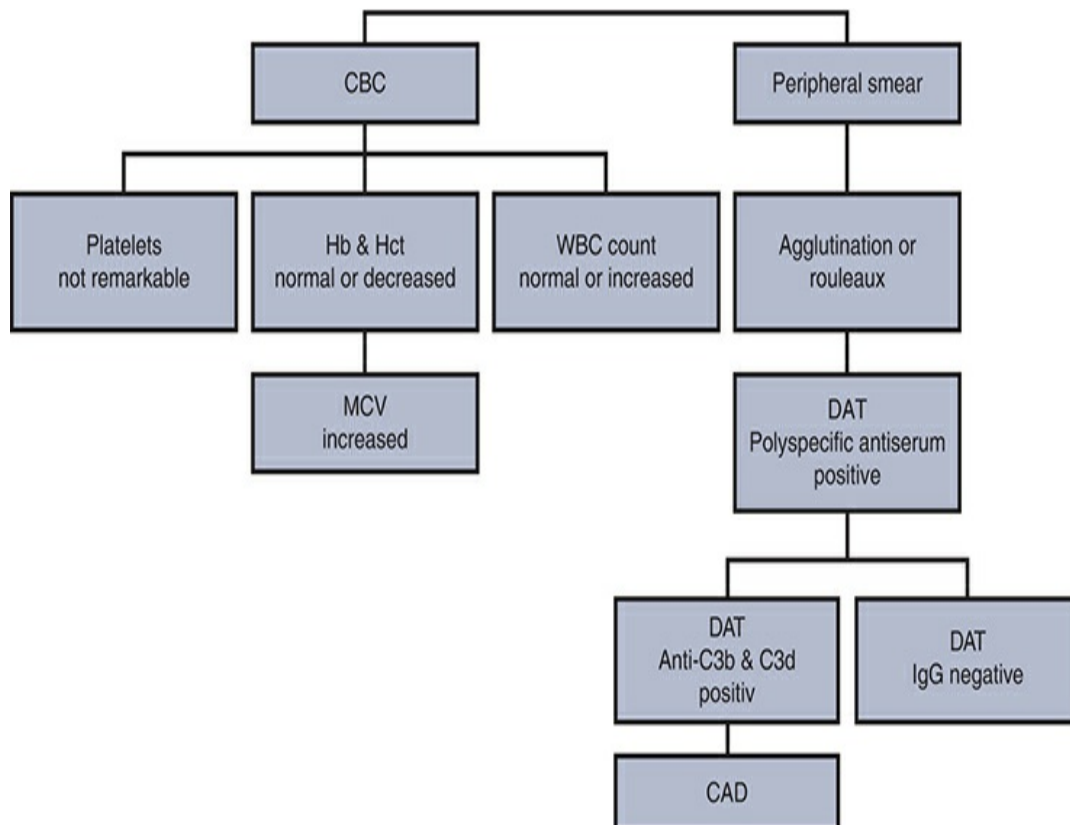 CBC
Peripheral smear
Platelets
not remarkable
Hb & Hct
normal or decreased
WBC count
normal or increased
Agglutination or
rouleaux
MCV
increased
DAT
Polyspecific antiserum
positive
DAT
Anti-C3b & C3d
positiv
DAT
IgG negative
CAD